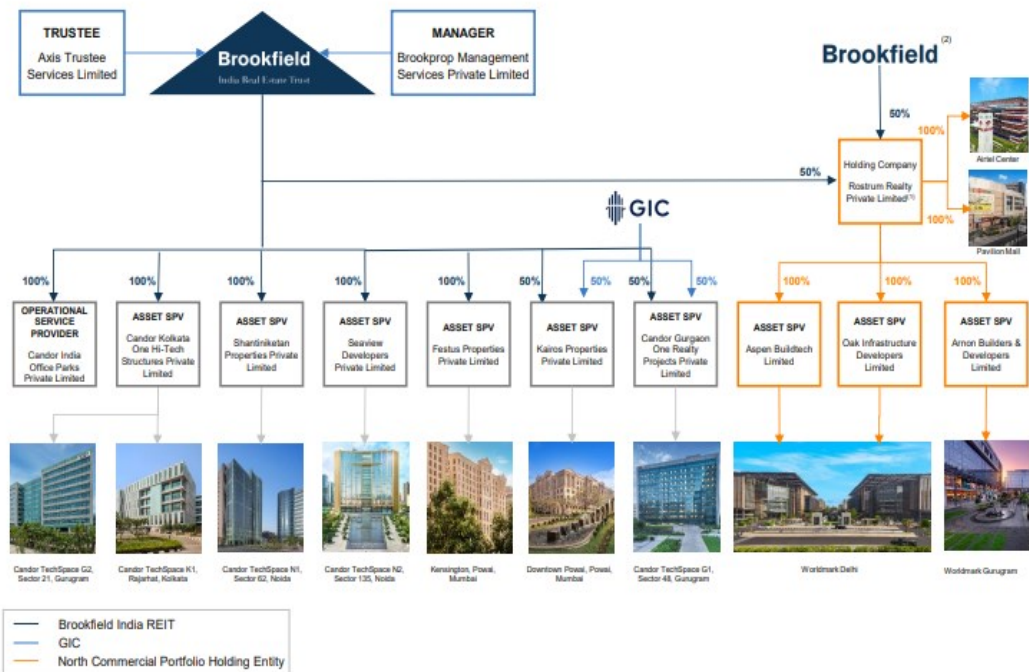 TRUSTEE
Axis Trustee
Services Limited
Brookfield
India Real Estate Trust
MANAGER
Brookprop Management
Services Private Limited
Brookfield (2)
50%
100%
Airtel Center
Holding Company
Rostrum Realty
Private Limited(1)
50%
100%
Pavilion Mall
GIC
100%
100%
100%
100%
100%
50%
50%
50%
50%
100%
100%
100%
OPERATIONAL
SERVICE
PROVIDER
Candor India
Office Parks
Private Limited
ASSET SPV
Candor Kolkata
One Hi-Tech
Structures Private
Limited
ASSET SPV
Shantiniketan
Properties Private
Limited
ASSET SPV
Seaview
Developers
Private Limited
ASSET SPV
Festus Properties
Private Limited
ASSET SPV
Kairos Properties
Private Limited
ASSET SPV
Candor Gurgaon
One Realty
Projects Private
Limited
ASSET SPV
Aspen Buildtech
Limited
ASSET SPV
Oak Infrastructure
Developers
Limited
ASSET SPV
Arnon Builders &
Developers
Limited
Candor TechSpace G2,
Sector 21, Gurugram
Candor TechSpace K1,
Rajarhat, Kolkata
Candor TechSpace N1,
Sector 62, Noida
Candor TechSpace N2,
Sector 135, Noida
Kensington, Powai,
Mumbai
Downtown Powai, Powai,
Mumbai
Candor TechSpace G1,
Sector 48, Gurugram
Worldmark Delhi
Worldmark Gurugram
Brookfield India REIT
GIC
North Commercial Portfolio Holding Entity